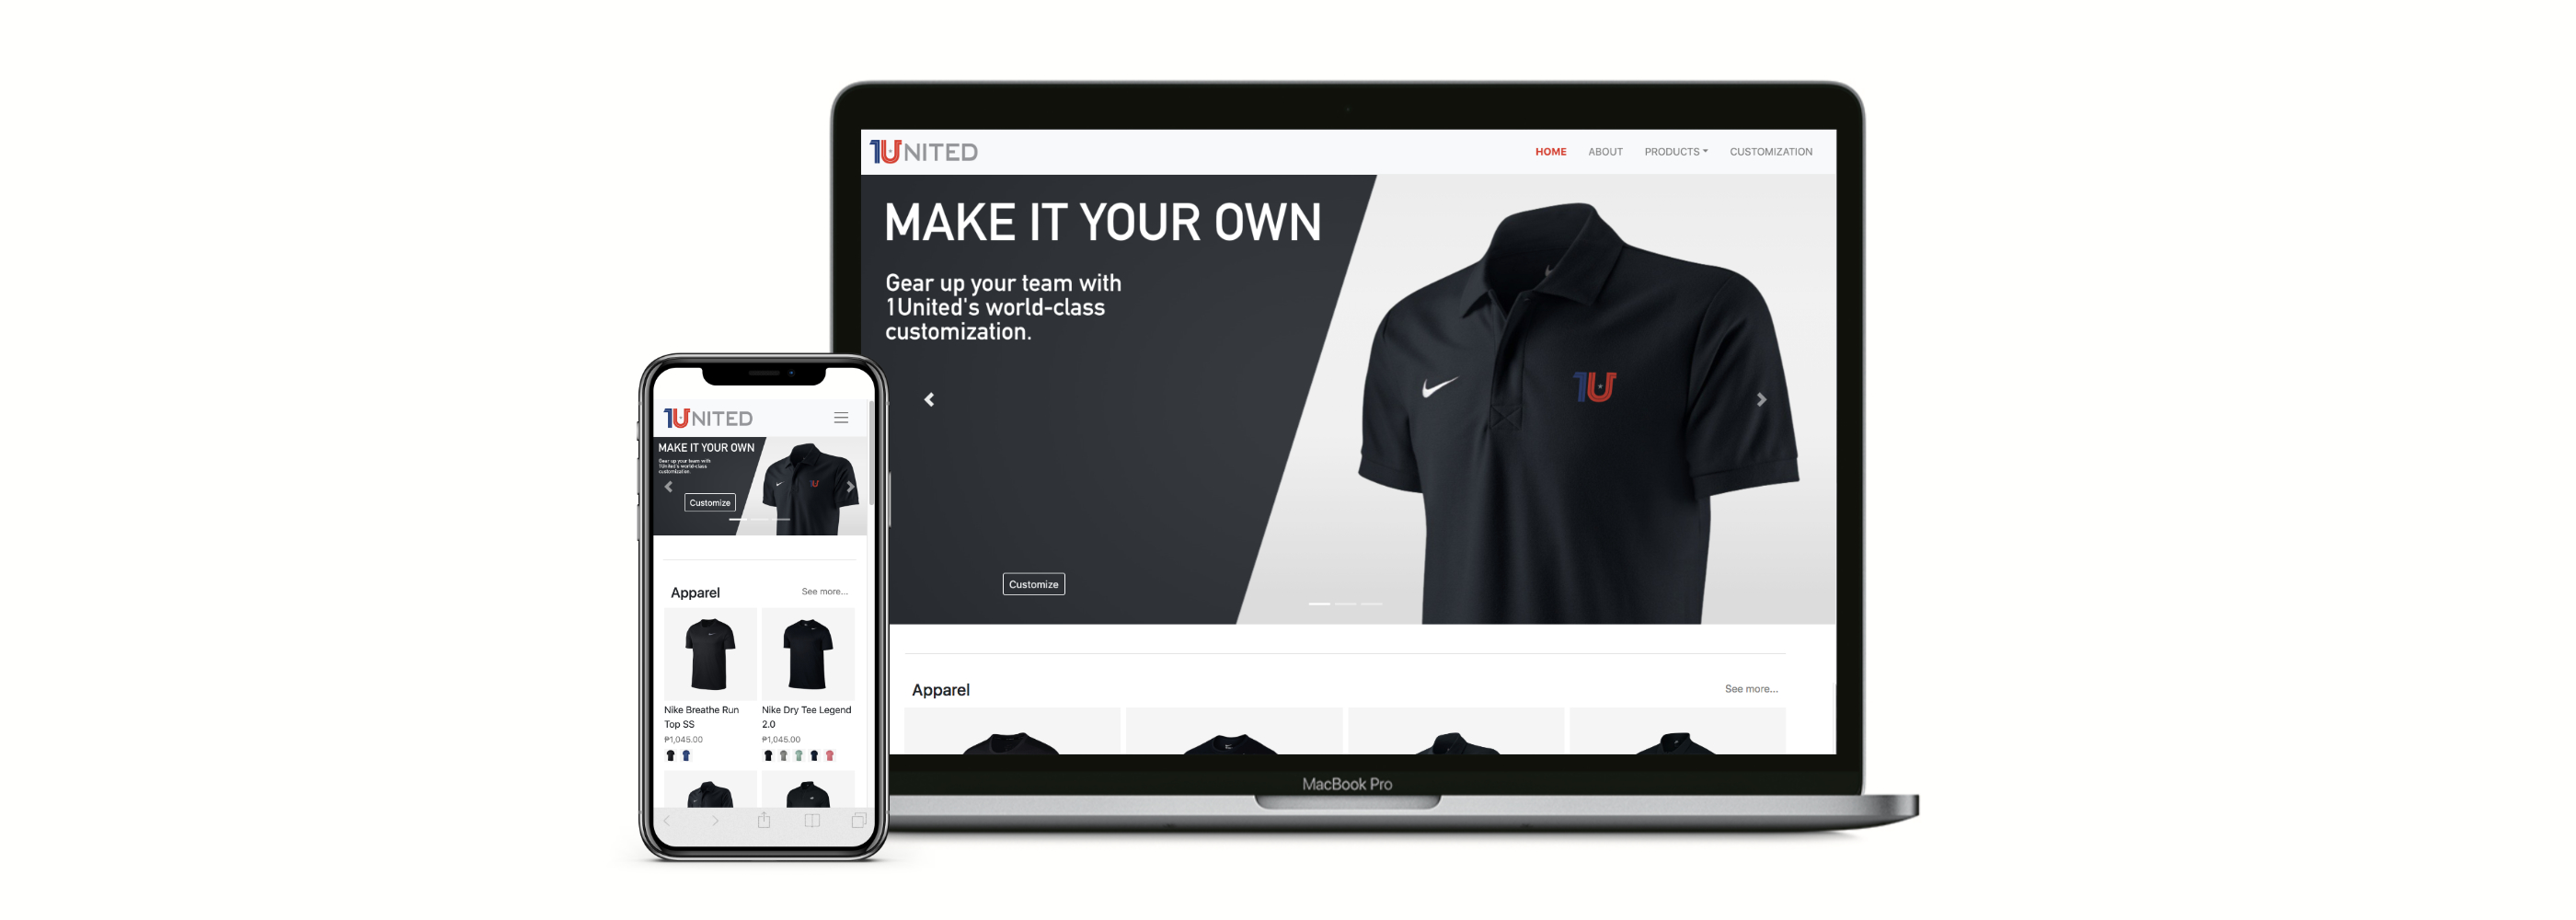 1UNITED
HOME ABOUT PRODUCTS CUSTOMIZATION
MAKE IT YOUR OWN
Gear up your team with
1United's world-class
customization.
1U
Customize
Apparel See more...
MacBook Pro
1UNITED
MAKE IT YOUR OWN
Gear up your team with
1United's world-class
customization.
1U
Customize
Apparel See more...
Nike Breathe Run
Top SS
₱1,045.00
Nike Dry Tee Legend
2.0
₱1,045.00